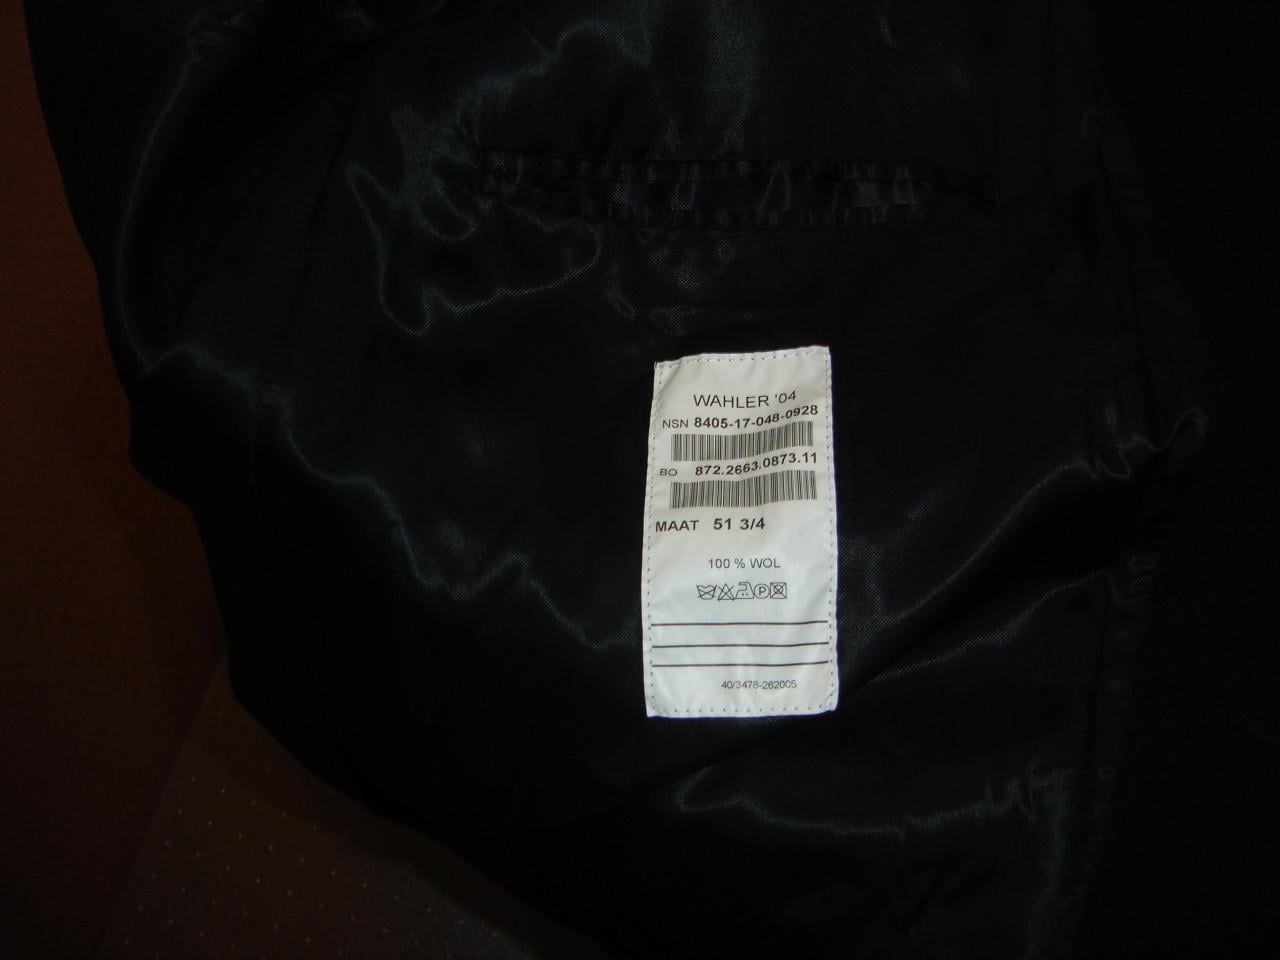 WAHLER '04
NSN 8405-17-048-0928
BO 872.2663.0873.11
MAAT 51 3/4
100 % WOL
P
40/3478-262005